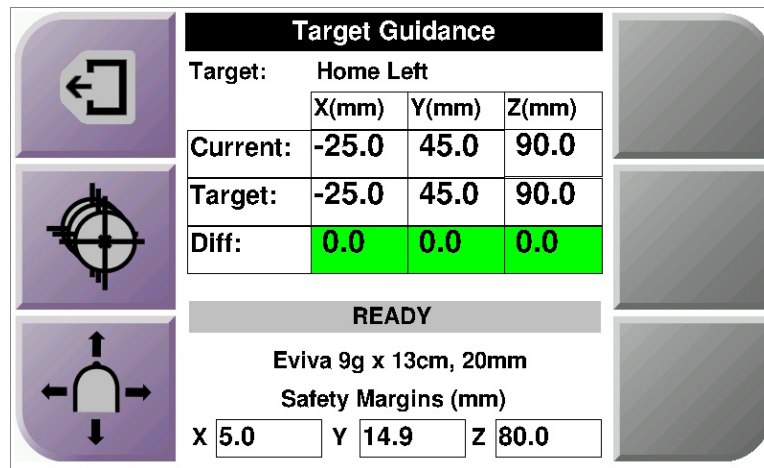 Target Guidance
Target: Home Left
X(mm) Y(mm) Z(mm)
Current: -25.0 45.0 90.0
Target: -25.0 45.0 90.0
Diff: 0.0 0.0 0.0
READY
Eviva 9g x 13cm, 20mm
Safety Margins (mm)
X 5.0 Y 14.9 Z 80.0